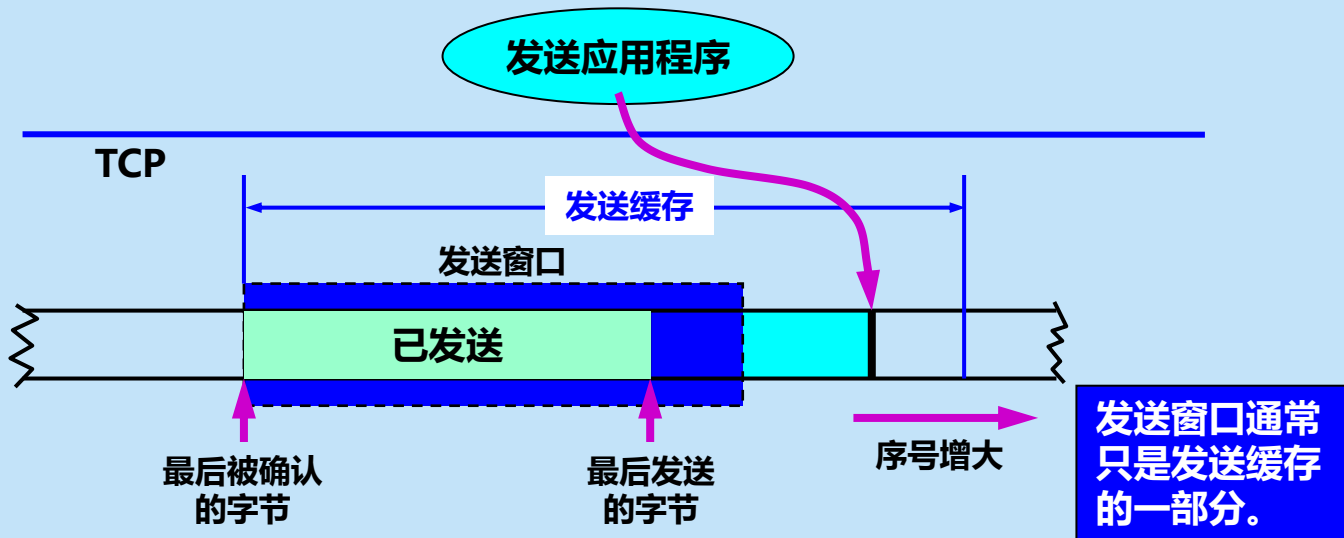 发送应用程序
TCP
发送缓存
发送窗口
已发送
最后被确认
的字节
最后发送
的字节
序号增大
发送窗口通常
只是发送缓存
的一部分。